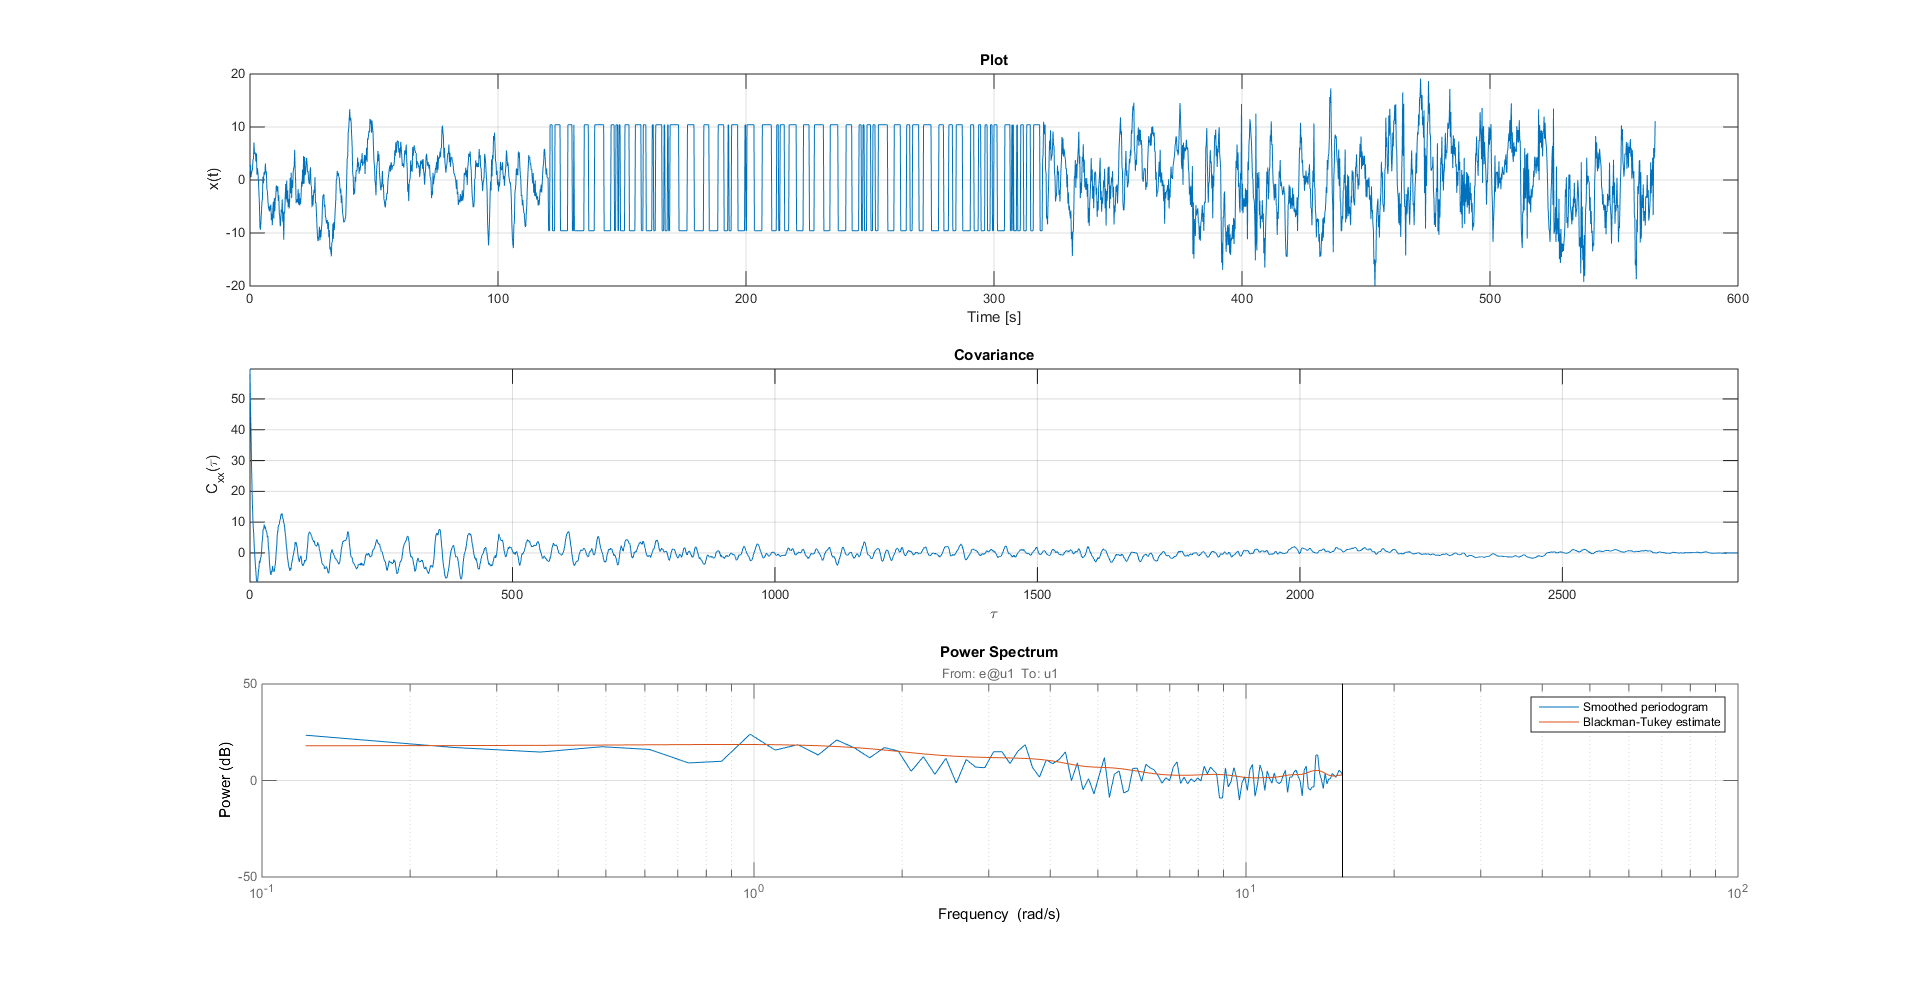 Plot
20
10
0
-10
-20
x(t)
0 100 200 300 400 500 600
Time [s]
Covariance
50
40
30
20
10
0
Cxx(τ)
0 500 1000 1500 2000 2500
τ
Power Spectrum
From: e@u1 To: u1
50
0
-50
Power (dB)
Smoothed periodogram
Blackman-Tukey estimate
10^-1 10^0 10^1 10^2
Frequency (rad/s)